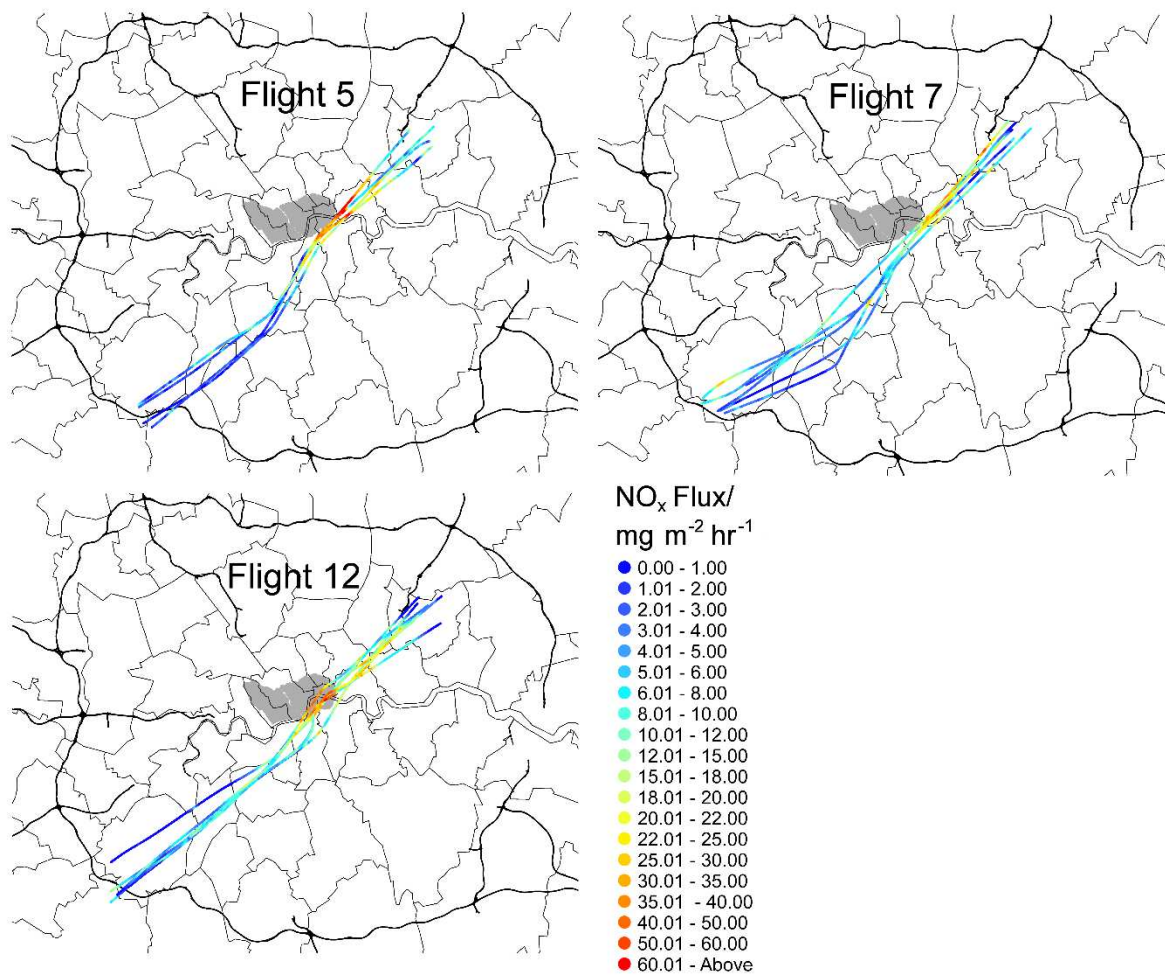 Flight 5
Flight 7
Flight 12
NOx Flux/
mg m-2 hr-1
0.00 - 1.00
1.01 - 2.00
2.01 - 3.00
3.01 - 4.00
4.01 - 5.00
5.01 - 6.00
6.01 - 8.00
8.01 - 10.00
10.01 - 12.00
12.01 - 15.00
15.01 - 18.00
18.01 - 20.00
20.01 - 22.00
22.01 - 25.00
25.01 - 30.00
30.01 - 35.00
35.01 - 40.00
40.01 - 50.00
50.01 - 60.00
60.01 - Above